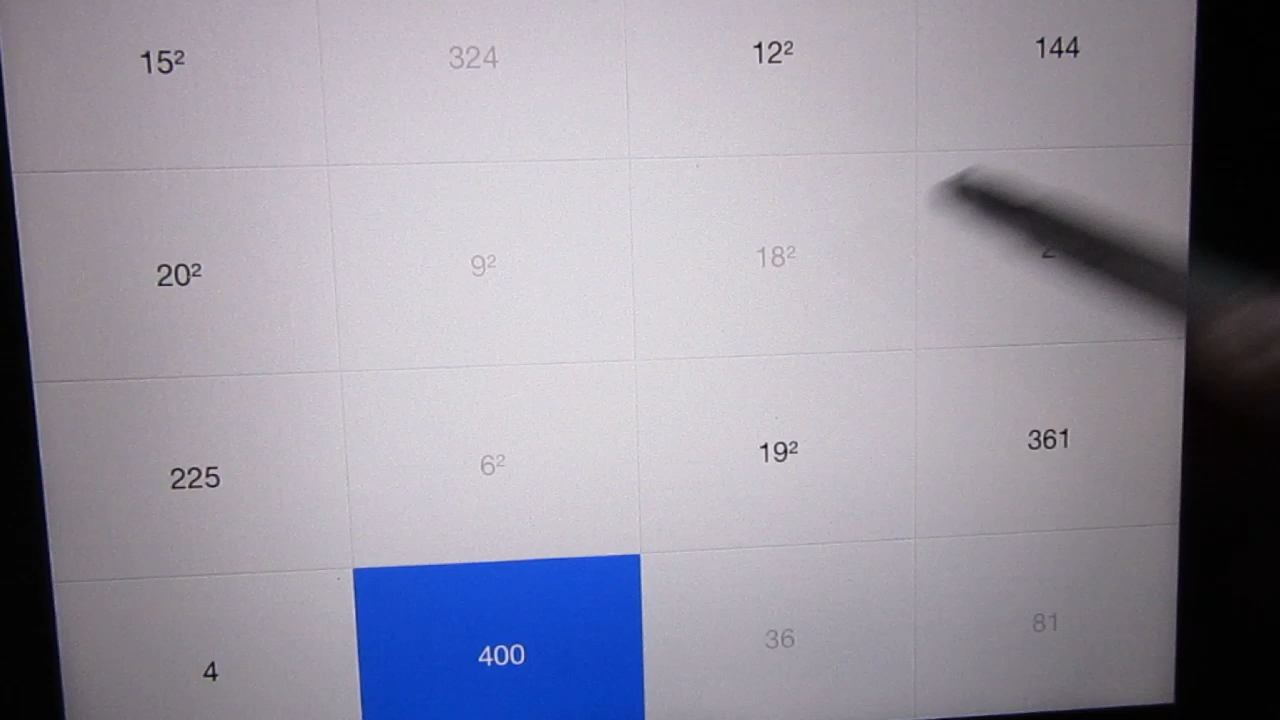 15² 324 12² 144
20² 9² 18²
225 6² 19² 361
4 400 36 81